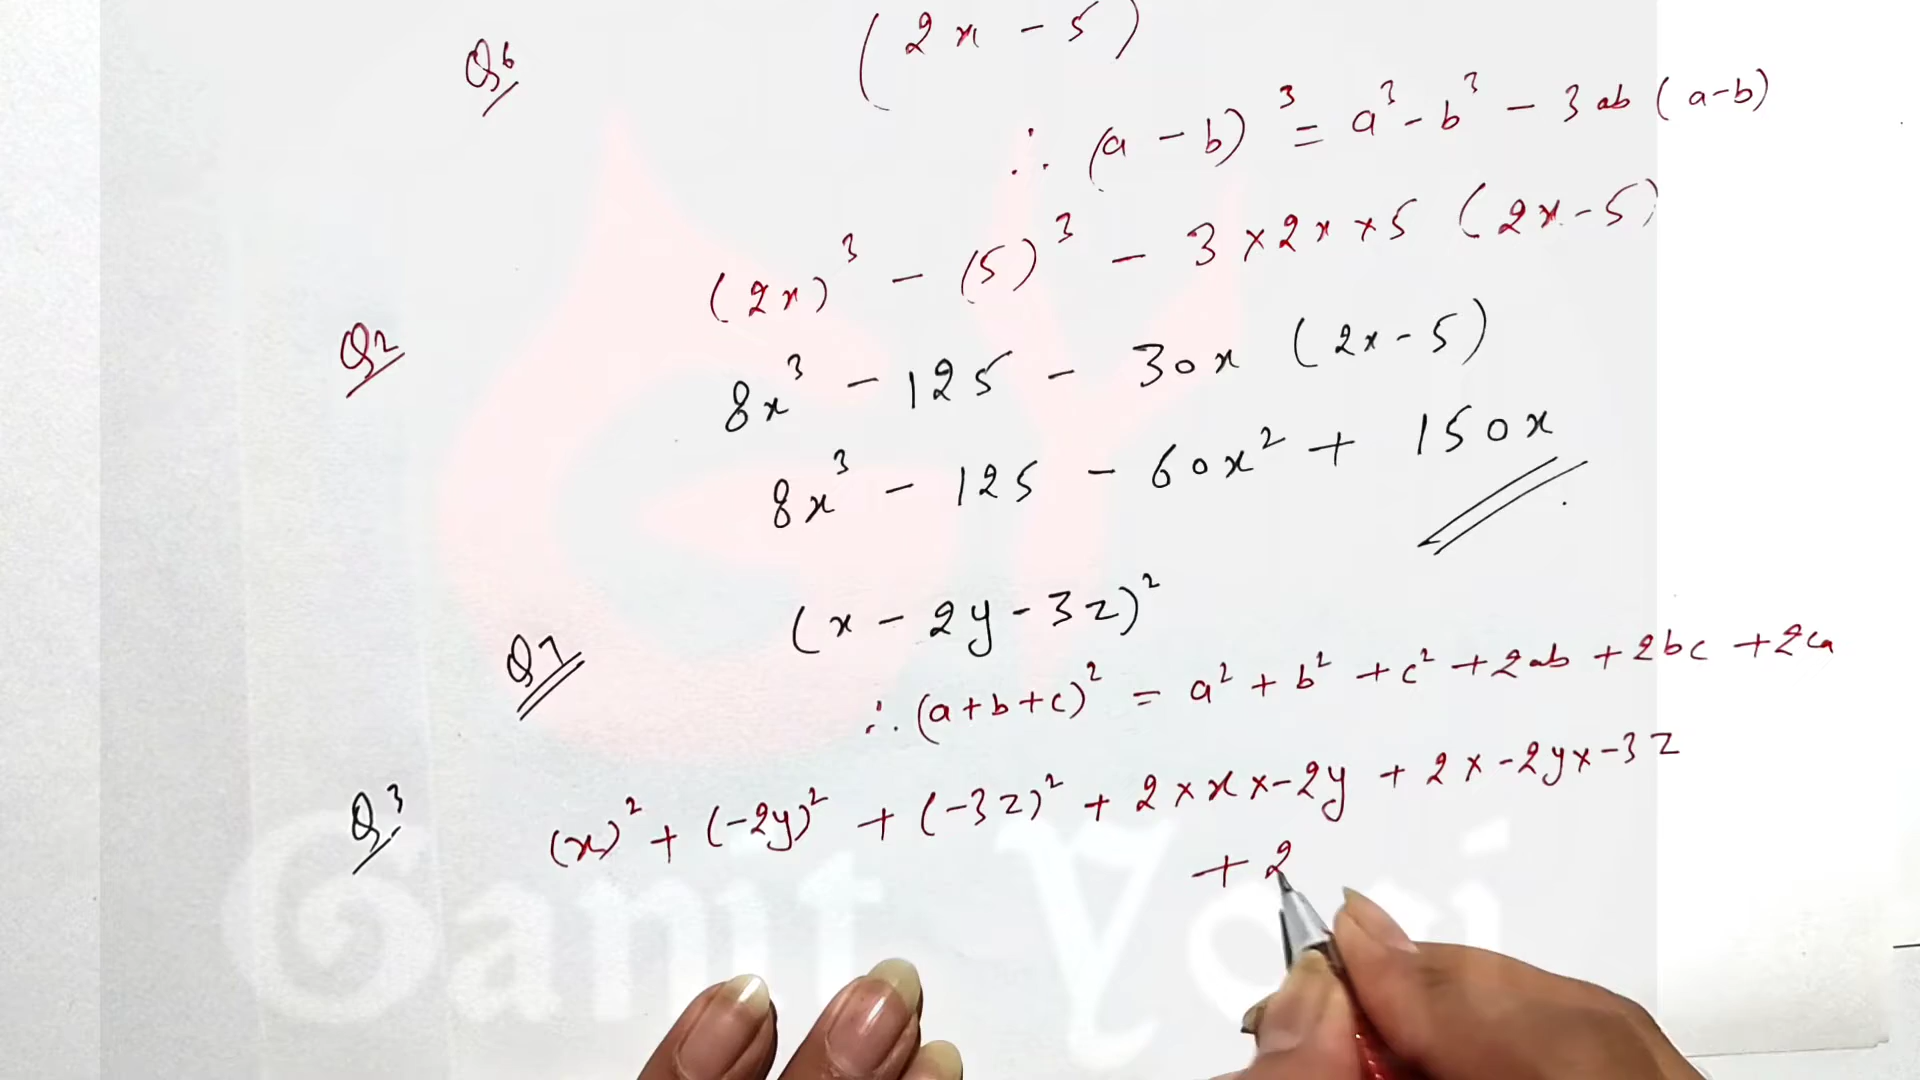 Q6 (2x - 5)
∴ (a - b)³ = a³ - b³ - 3ab (a-b)
(2x)³ - (5)³ - 3×2x×5 (2x-5)
Q2 8x³ - 125 - 30x (2x-5)
8x³ - 125 - 60x² + 150x
Q7 (x - 2y - 3z)²
∴ (a+b+c)² = a² + b² + c² + 2ab + 2bc + 2ca
Q3 (x)² + (-2y)² + (-3z)² + 2×x×-2y + 2×-2y×-3z
+ 2
Ganit Yogi